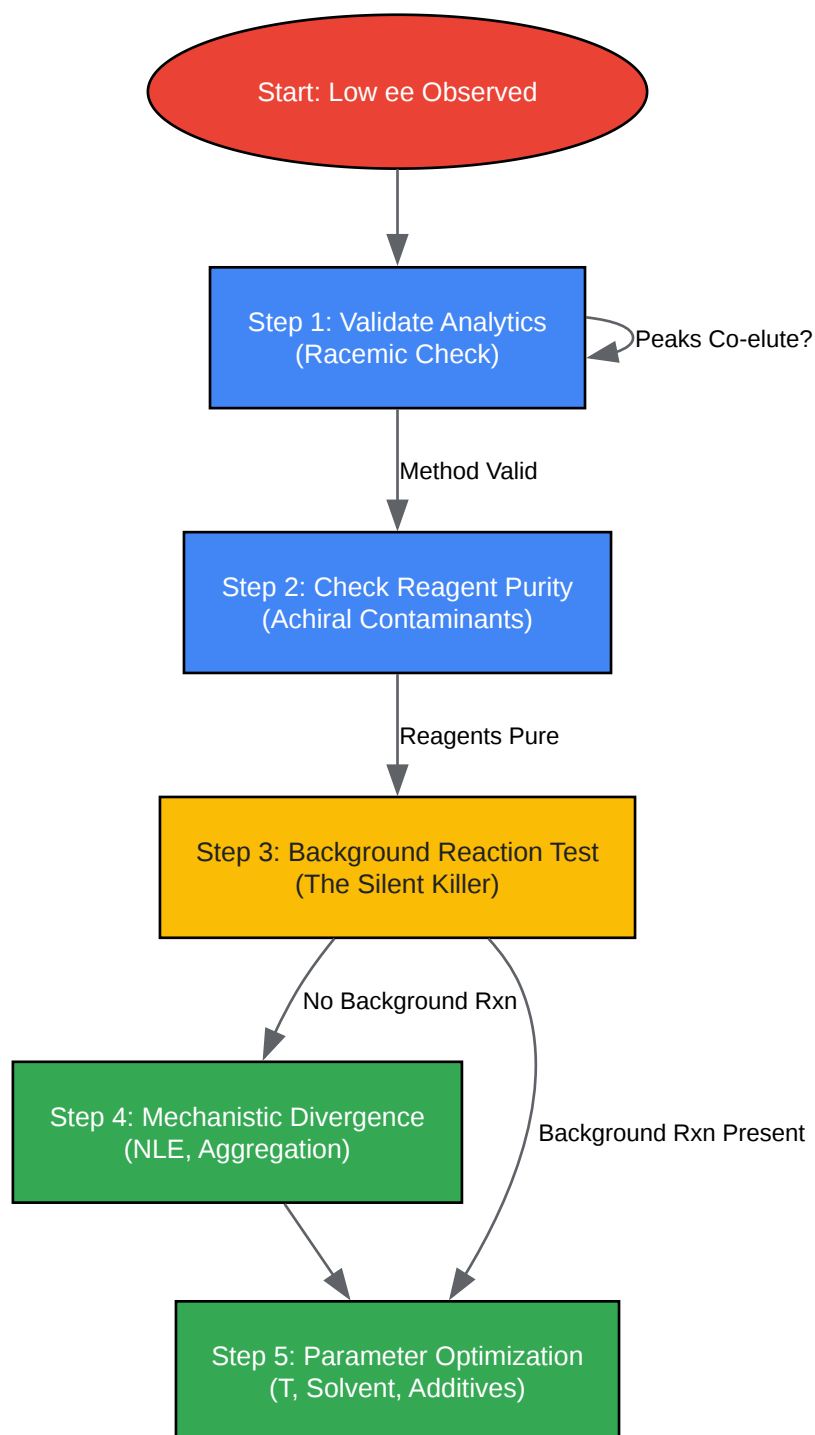 Start: Low ee Observed
Step 1: Validate Analytics
(Racemic Check)
Peaks Co-elute?
Method Valid
Step 2: Check Reagent Purity
(Achiral Contaminants)
Reagents Pure
Step 3: Background Reaction Test
(The Silent Killer)
No Background Rxn
Step 4: Mechanistic Divergence
(NLE, Aggregation)
Background Rxn Present
Step 5: Parameter Optimization
(T, Solvent, Additives)